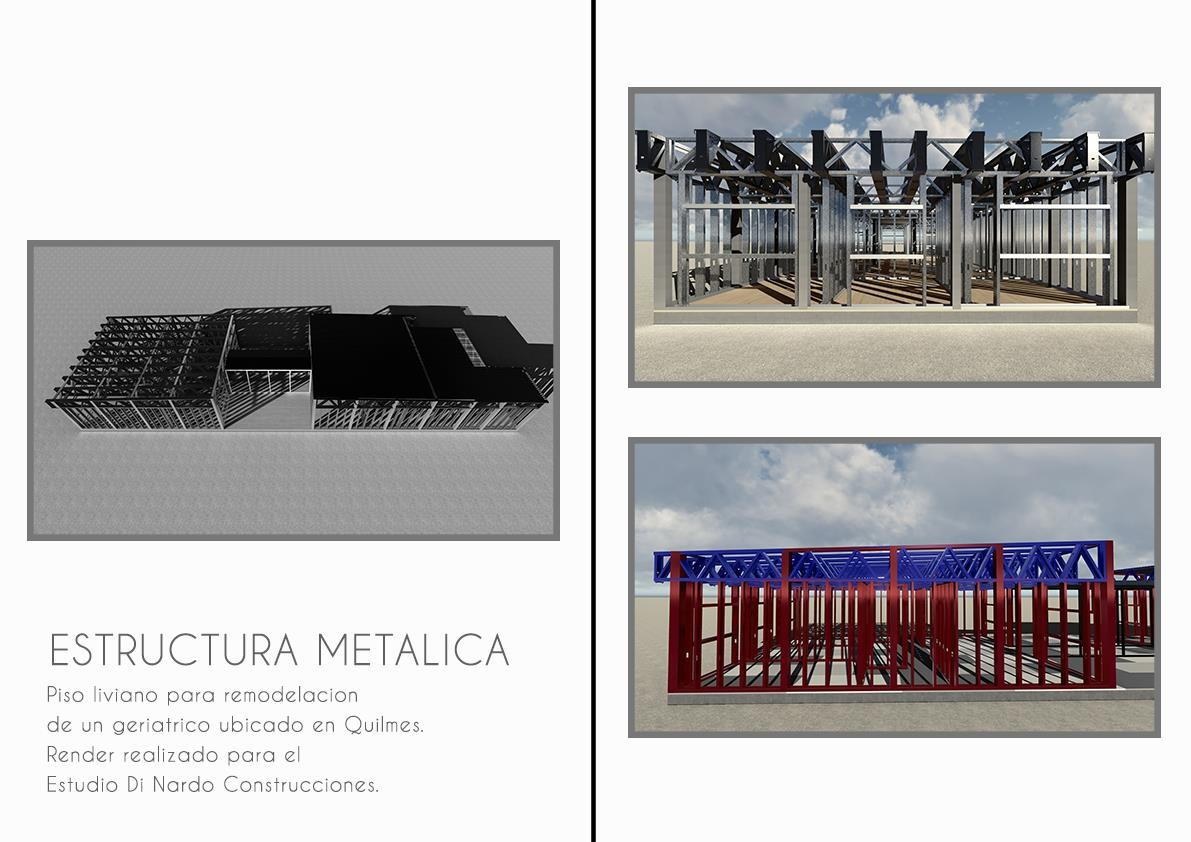 ESTRUCTURA METALICA
Piso liviano para remodelacion
de un geriatrico ubicado en Quilmes.
Render realizado para el
Estudio Di Nardo Construcciones.